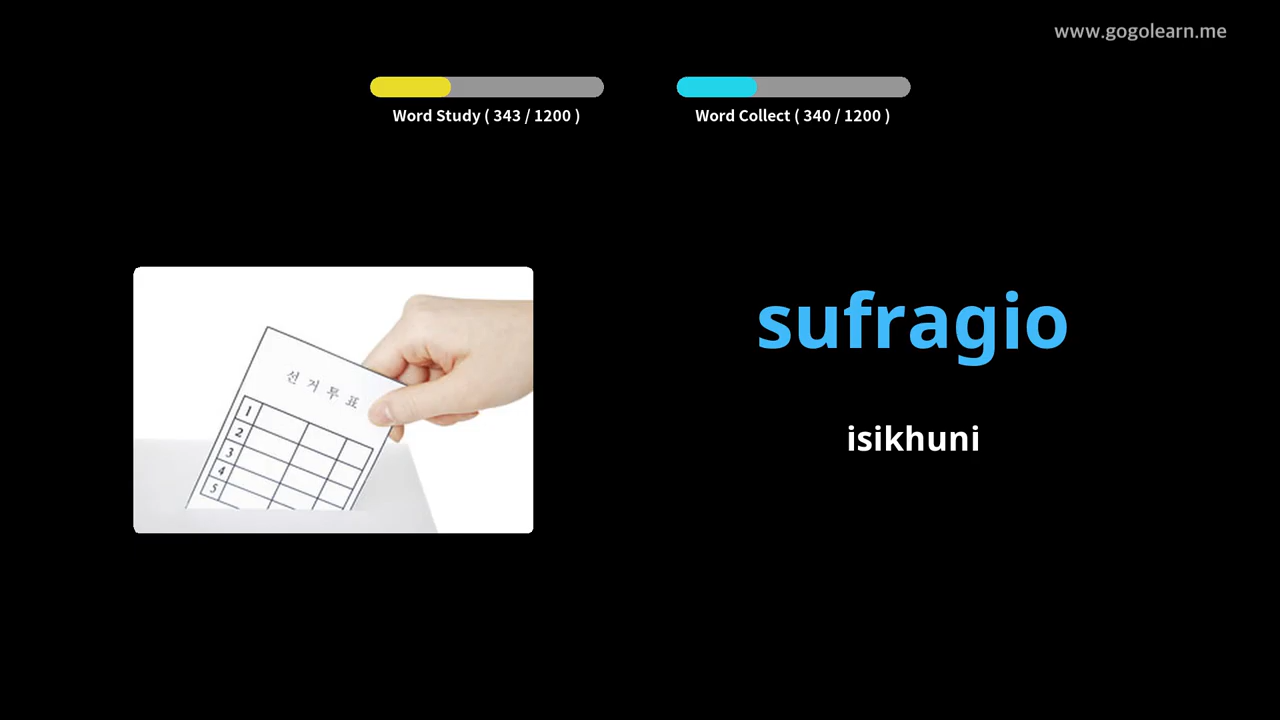 www.gogolearn.me
Word Study ( 343 / 1200 )
Word Collect ( 340 / 1200 )
선거투표
1
2
3
4
5
sufragio
isikhuni